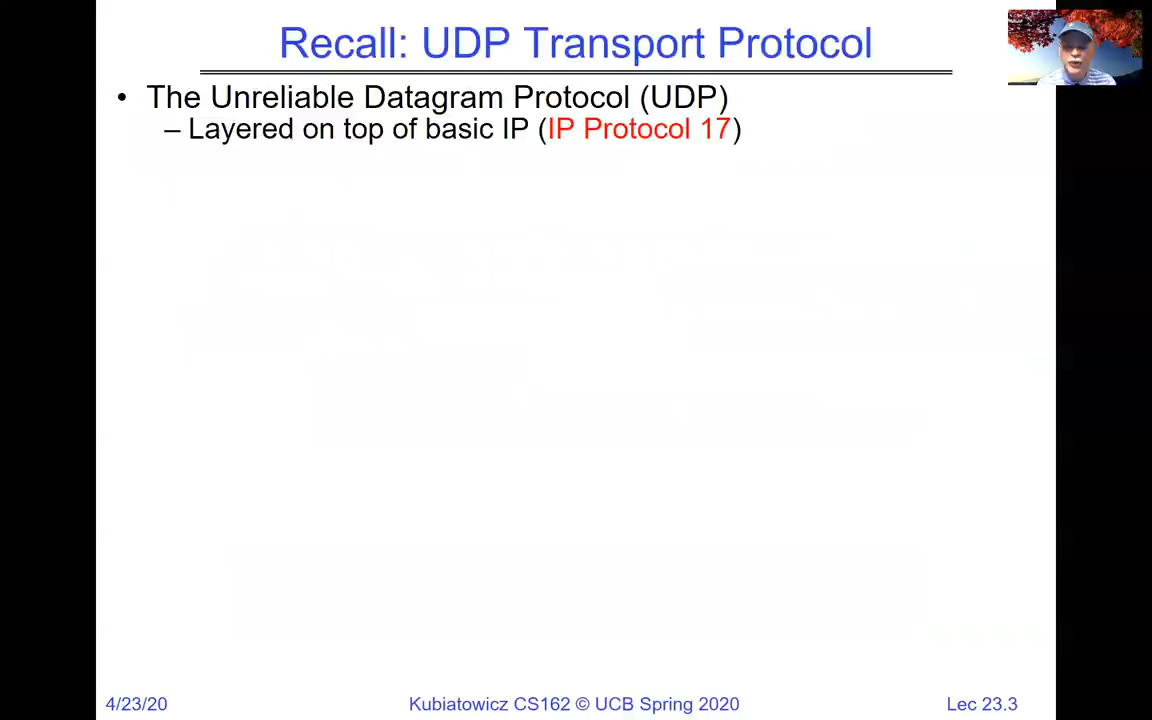 Recall: UDP Transport Protocol
• The Unreliable Datagram Protocol (UDP)
– Layered on top of basic IP (IP Protocol 17)
4/23/20
Kubiatowicz CS162 © UCB Spring 2020
Lec 23.3